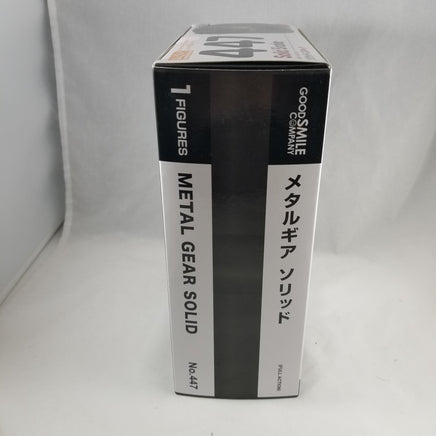 447
1 FIGURES
METAL GEAR SOLID
No.447
GOOD SMILE
COMPANY
メタルギア ソリッド